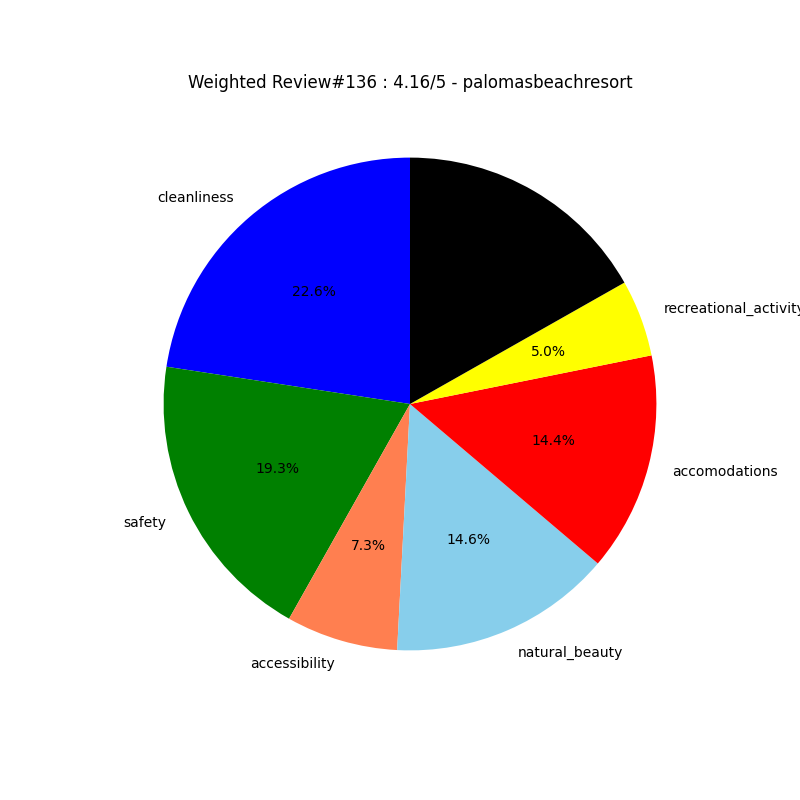 Weighted Review#136 : 4.16/5 - palomasbeachresort
cleanliness
22.6%
recreational_activity
5.0%
14.4%
19.3%
accomodations
safety
7.3%
14.6%
natural_beauty
accessibility